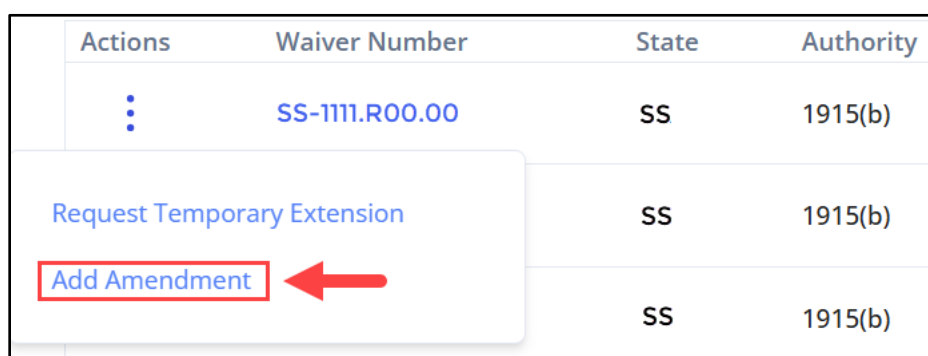 Actions Waiver Number State Authority
SS-1111.R00.00 SS 1915(b)
Request Temporary Extension
SS 1915(b)
Add Amendment
SS 1915(b)